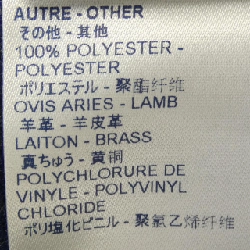 AUTRE - OTHER
その他 - 其他
100% POLYESTER -
POLYESTER
ポリエステル - 聚酯纤维
OVIS ARIES - LAMB
羊革 - 羊皮革
LAITON - BRASS
真ちゅう - 黄铜
POLYCHLORURE DE
VINYLE - POLYVINYL
CHLORIDE
ポリ塩化ビニル - 聚氯乙烯纤维